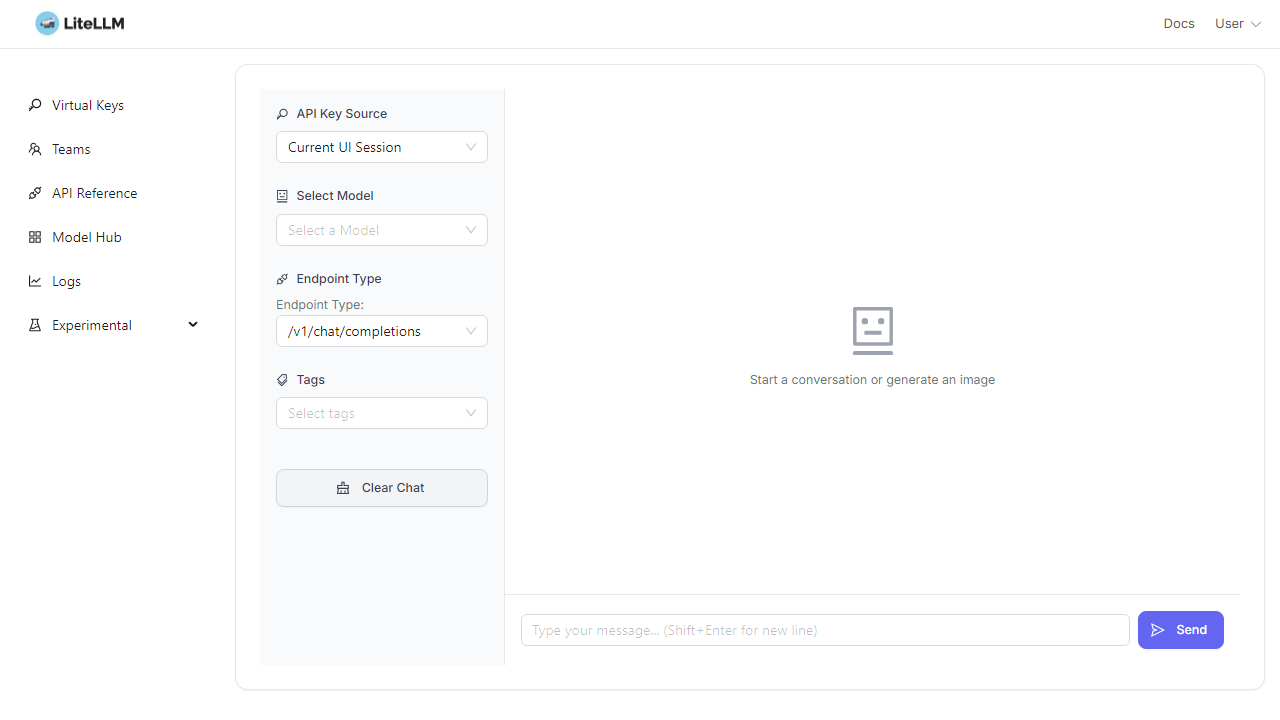 LiteLLM
Docs
User
Virtual Keys
Teams
API Reference
Model Hub
Logs
Experimental
API Key Source
Current UI Session
Select Model
Select a Model
Endpoint Type
Endpoint Type:
/v1/chat/completions
Tags
Select tags
Clear Chat
Start a conversation or generate an image
Type your message... (Shift+Enter for new line)
Send